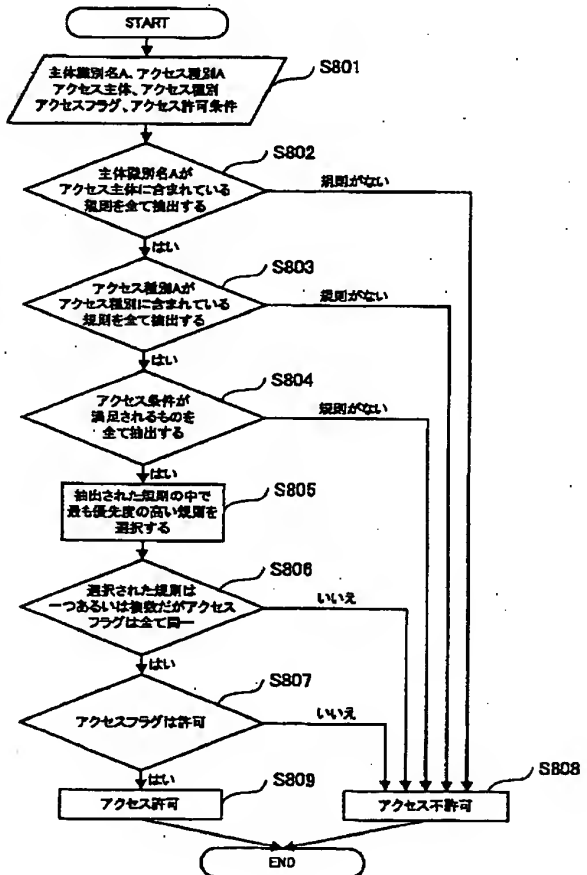 START
主体識別名A、アクセス種別A
アクセス主体、アクセス種別
アクセスフラグ、アクセス許可条件
S801
主体識別名Aが
アクセス主体に含まれている
規則を全て抽出する
S802
規則がない
はい
アクセス種別Aが
アクセス種別に含まれている
規則を全て抽出する
S803
規則がない
はい
アクセス条件が
満足されるものを
全て抽出する
S804
規則がない
はい
抽出された規則の中で
最も優先度の高い規則を
選択する
S805
選択された規則は
一つあるいは複数だがアクセス
フラグは全て同一
S806
いいえ
はい
アクセスフラグは許可
S807
いいえ
はい
アクセス許可
S809
アクセス不許可
S808
END